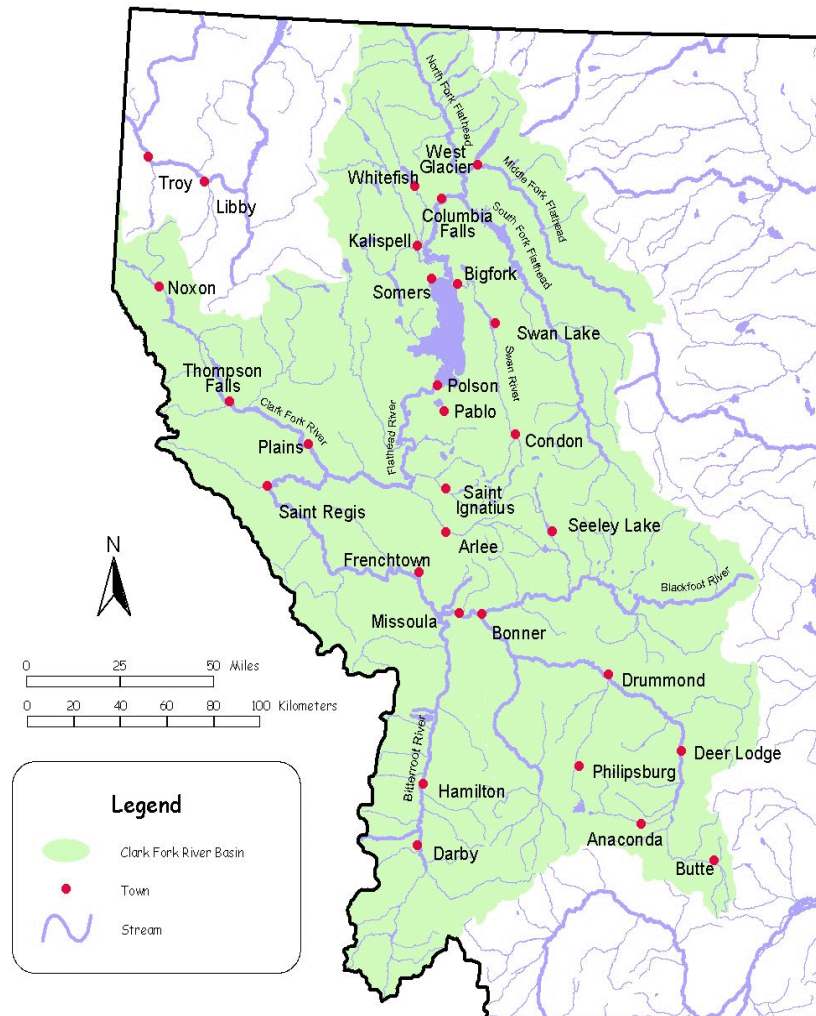 North Fork Flathead
West
Glacier
Middle Fork Flathead
Troy
Whitefish
Libby
Columbia
Falls
South Fork Flathead
Kalispell
Noxon
Somers
Bigfork
Swan Lake
Thompson
Falls
Swan River
Polson
Clark Fork River
Pablo
Flathead River
Plains
Condon
Saint Regis
Saint
Ignatius
Seeley Lake
Arlee
N
Frenchtown
Blackfoot River
Missoula
Bonner
0 25 50 Miles
Drummond
0 20 40 60 80 100 Kilometers
Bitterroot River
Deer Lodge
Philipsburg
Hamilton
Legend
Anaconda
Clark Fork River Basin
Darby
Butte
Town
Stream